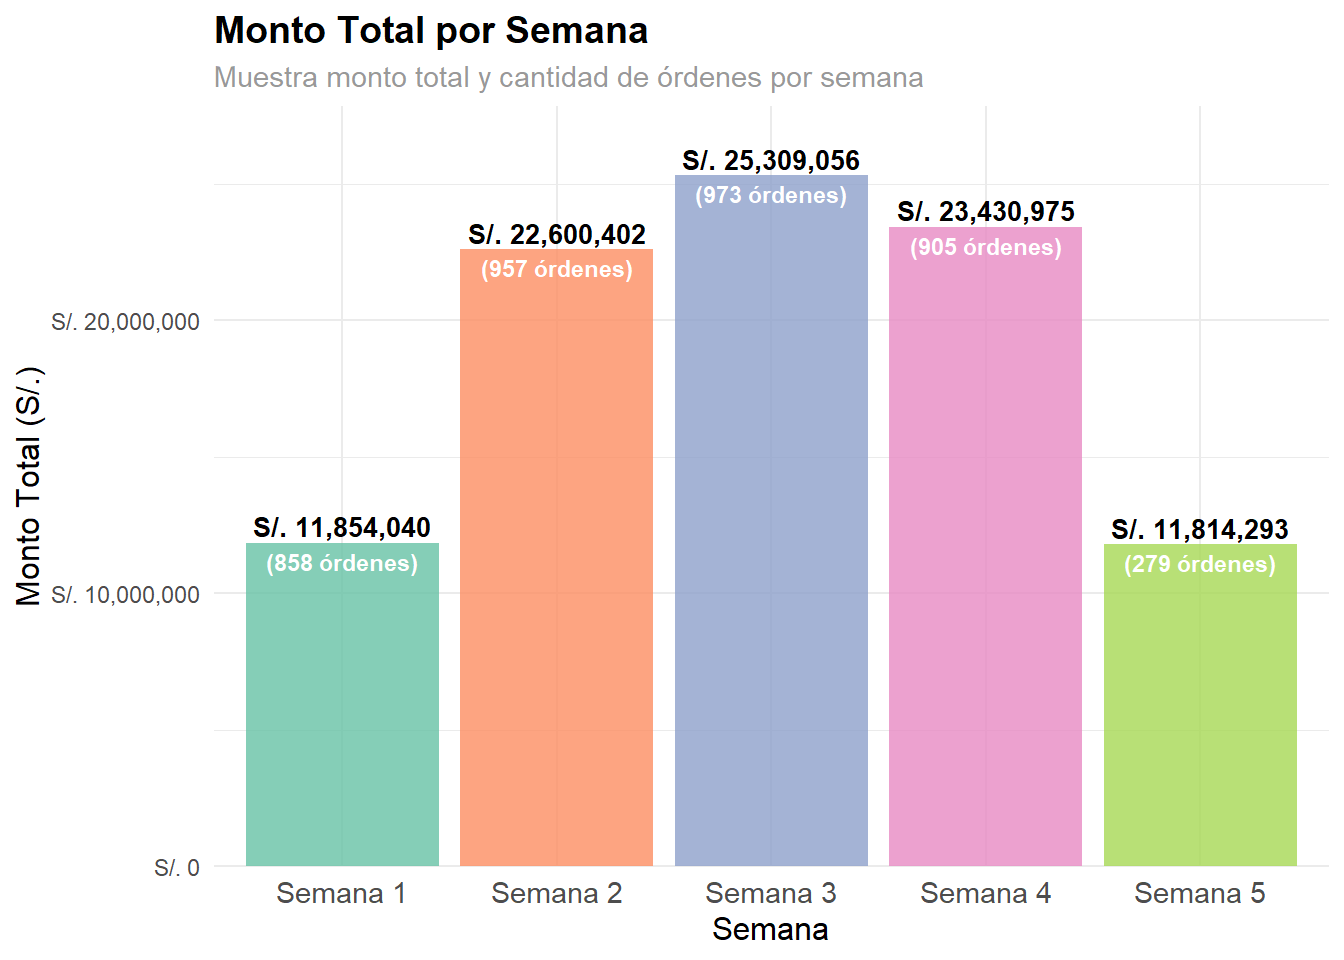 Monto Total por Semana
Muestra monto total y cantidad de órdenes por semana
S/. 25,309,056
(973 órdenes)
S/. 23,430,975
(905 órdenes)
S/. 22,600,402
(957 órdenes)
S/. 11,854,040
(858 órdenes)
S/. 11,814,293
(279 órdenes)
S/. 20,000,000
S/. 10,000,000
S/. 0
Monto Total (S/.)
Semana 1
Semana 2
Semana 3
Semana 4
Semana 5
Semana